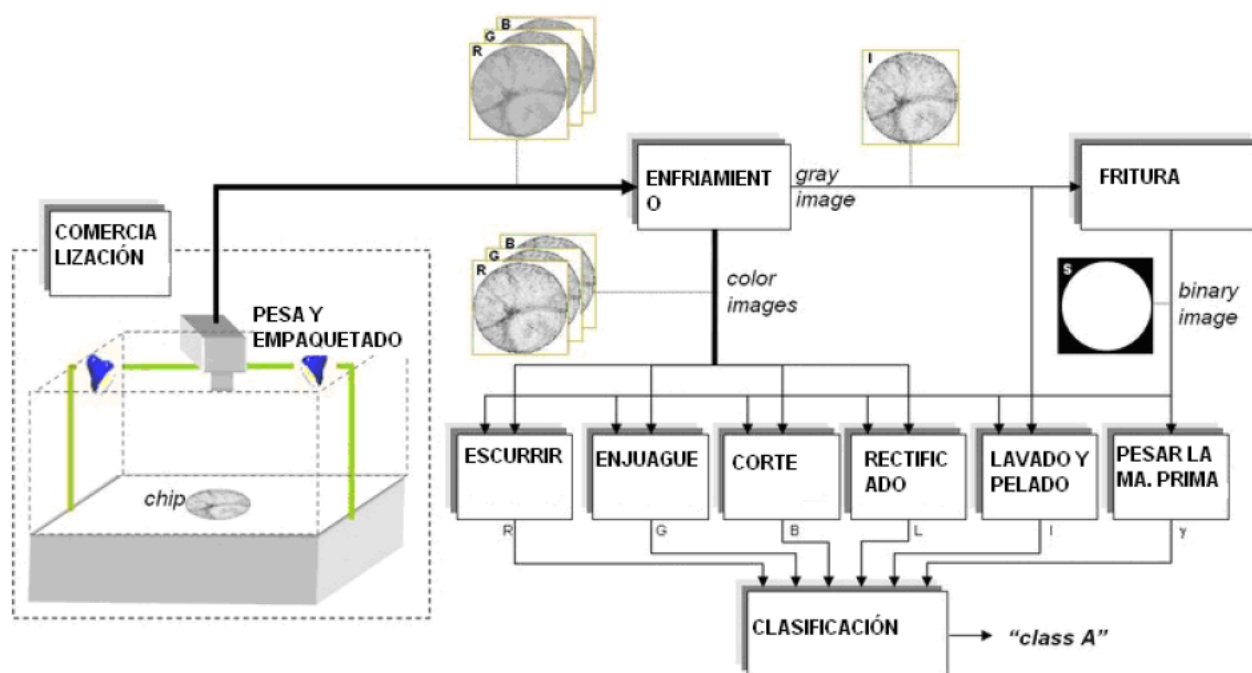 B
G
R
I
ENFRIAMIENT
O
gray
image
FRITURA
COMERCIA
LIZACIÓN
B
G
R
color
images
S
binary
image
PESA Y
EMPAQUETADO
chip
ESCURRIR
ENJUAGUE
CORTE
RECTIFIC
ADO
LAVADO Y
PELADO
PESAR LA
MA. PRIMA
R
G
B
L
I
γ
CLASIFICACIÓN
“class A”